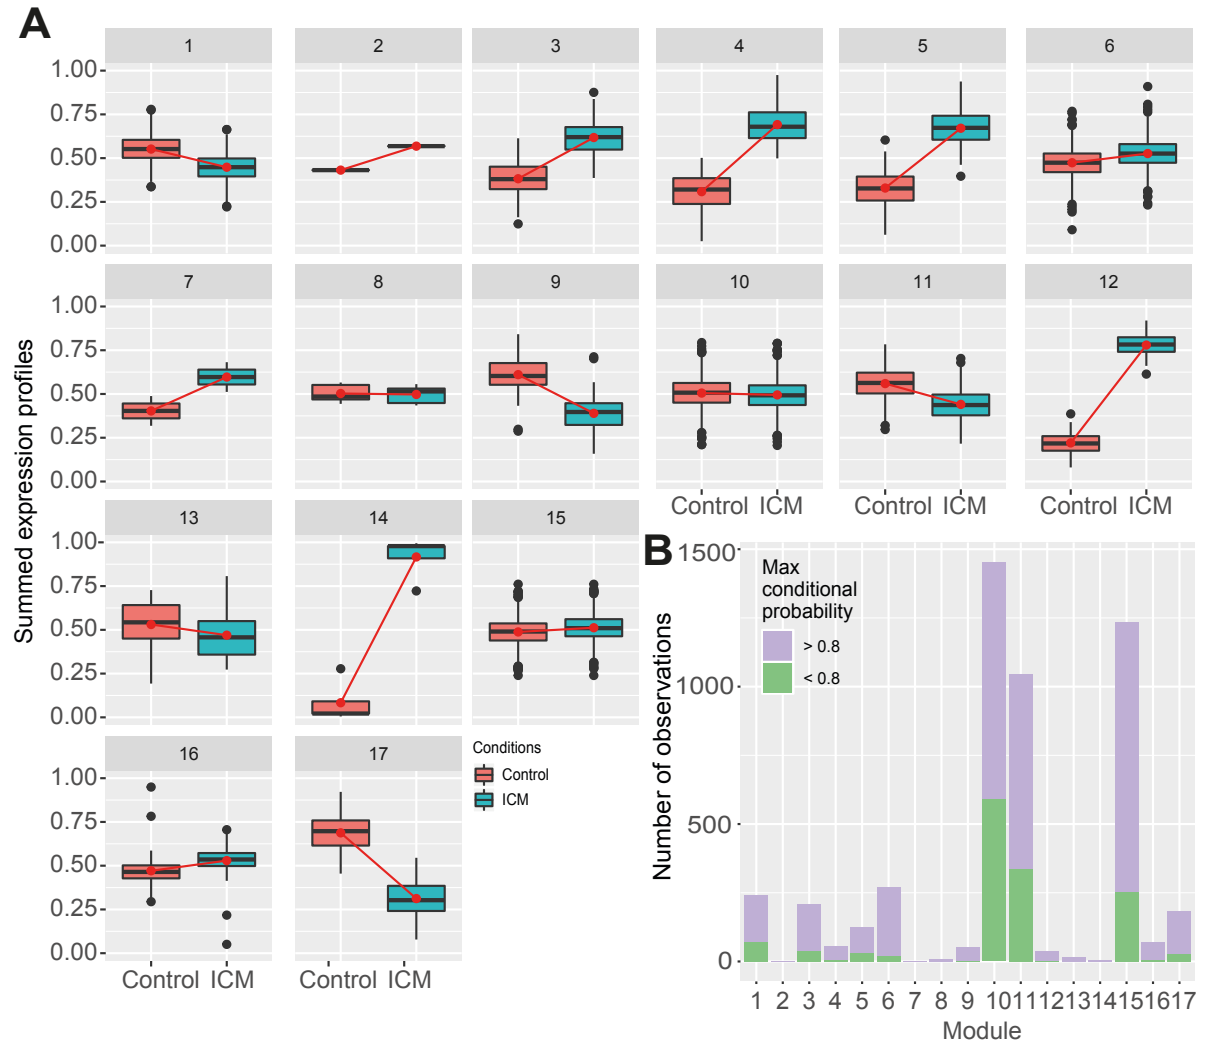 A
1 2 3 4 5 6
1.00
0.75
0.50
0.25
0.00
7 8 9 10 11 12
1.00
0.75
0.50
0.25
0.00
Control ICM Control ICM Control ICM
Summed expression profiles
13 14 15
1.00
0.75
0.50
0.25
0.00
16 17
1.00
0.75
0.50
0.25
0.00
Control ICM Control ICM
Conditions
Control
ICM
B
Number of observations
1500
1000
500
0
Max
conditional
probability
> 0.8
< 0.8
1 2 3 4 5 6 7 8 9 10 11 12 13 14 15 16 17
Module